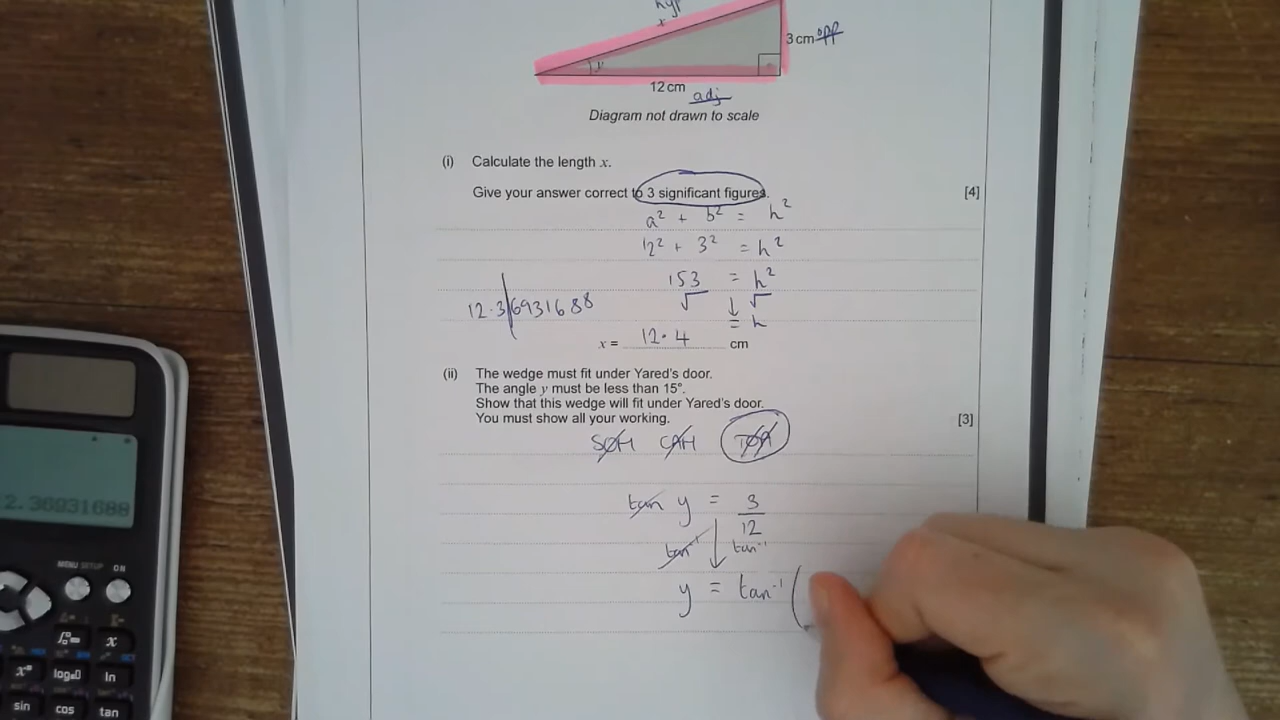 hyp
x
3 cm opp
y
12 cm adj
Diagram not drawn to scale
(i) Calculate the length x.
Give your answer correct to 3 significant figures. [4]
a² + b² = h²
12² + 3² = h²
153 = h²
√ ↓ √
12.36931688
= h
x = 12.4 cm
(ii) The wedge must fit under Yared's door.
The angle y must be less than 15°.
Show that this wedge will fit under Yared's door.
You must show all your working. [3]
SOH CAH TOA
tan y = 3/12
tan⁻¹ ↓ tan⁻¹
y = tan⁻¹ (
2.36931688
MENU SETUP ON
x
log ln
sin cos tan